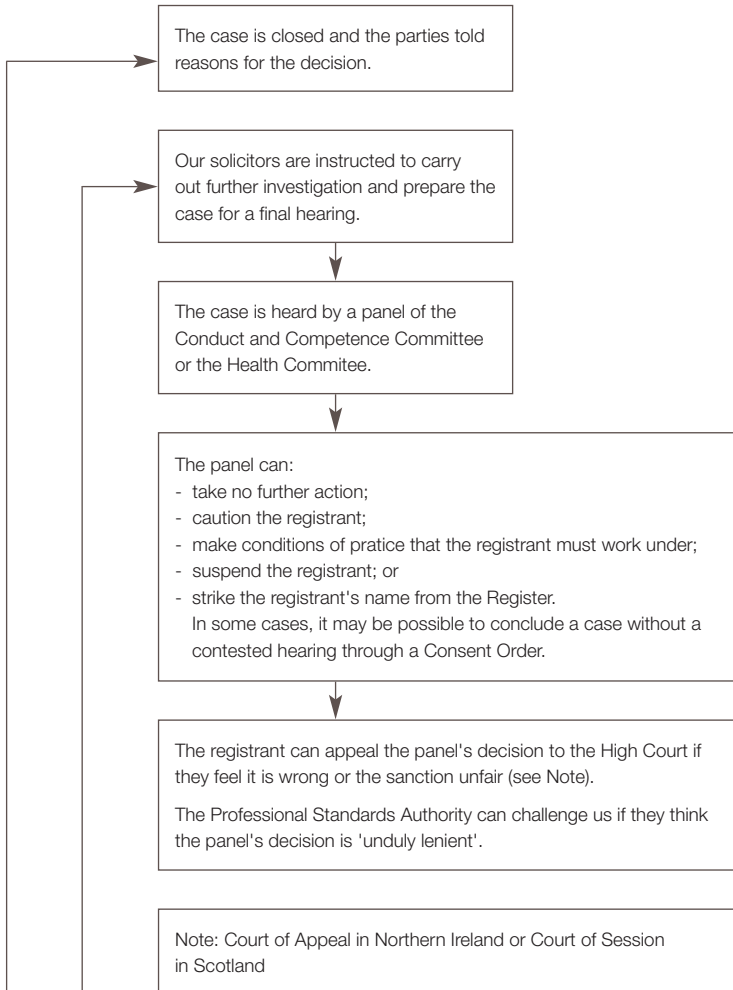 The case is closed and the parties told
reasons for the decision.
Our solicitors are instructed to carry
out further investigation and prepare the
case for a final hearing.
The case is heard by a panel of the
Conduct and Competence Committee
or the Health Commitee.
The panel can:
- take no further action;
- caution the registrant;
- make conditions of pratice that the registrant must work under;
- suspend the registrant; or
- strike the registrant's name from the Register.
In some cases, it may be possible to conclude a case without a
contested hearing through a Consent Order.
The registrant can appeal the panel's decision to the High Court if
they feel it is wrong or the sanction unfair (see Note).
The Professional Standards Authority can challenge us if they think
the panel's decision is 'unduly lenient'.
Note: Court of Appeal in Northern Ireland or Court of Session
in Scotland